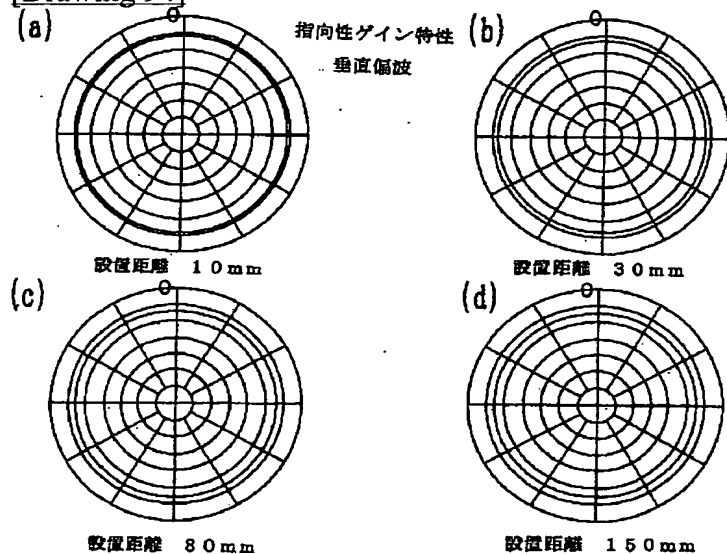 [Drawing
(a)
0
指向性ゲイン特性
垂直偏波
(b)
0
設置距離 10mm
設置距離 30mm
(c)
0
(d)
0
設置距離 80mm
設置距離 150mm